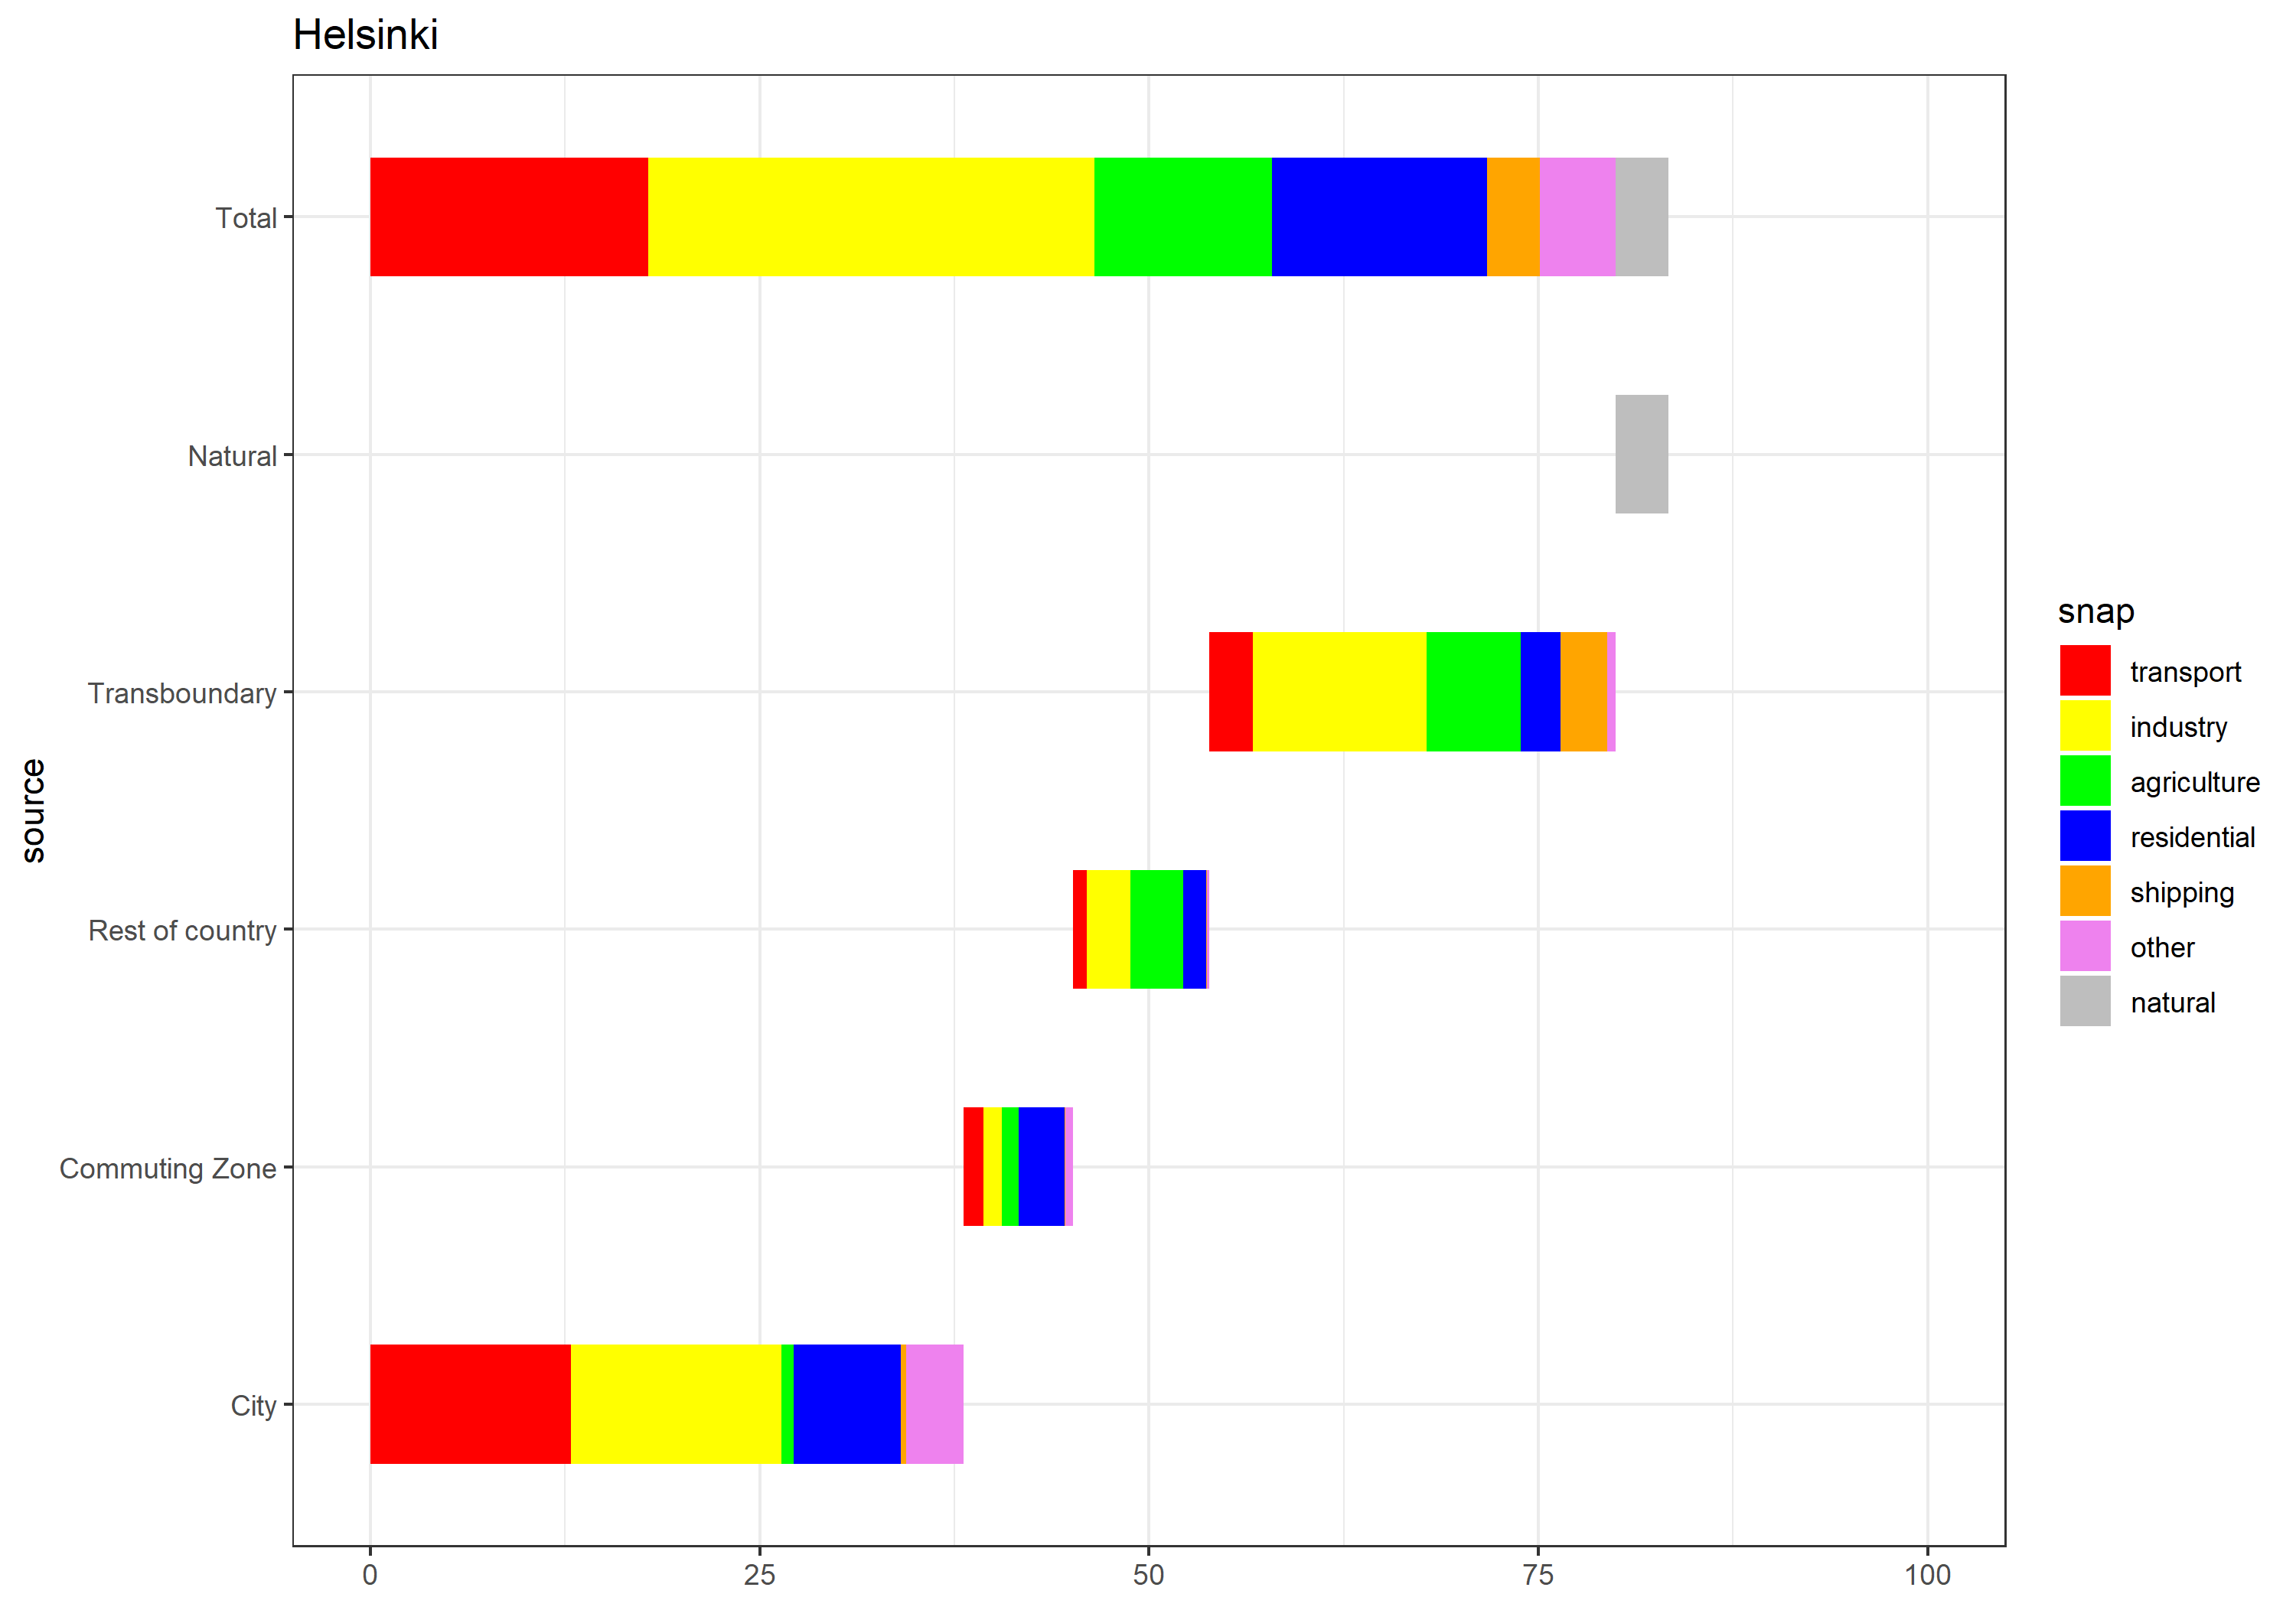 Helsinki
Total
Natural
Transboundary
Rest of country
Commuting Zone
City
source
0 25 50 75 100
snap
transport
industry
agriculture
residential
shipping
other
natural